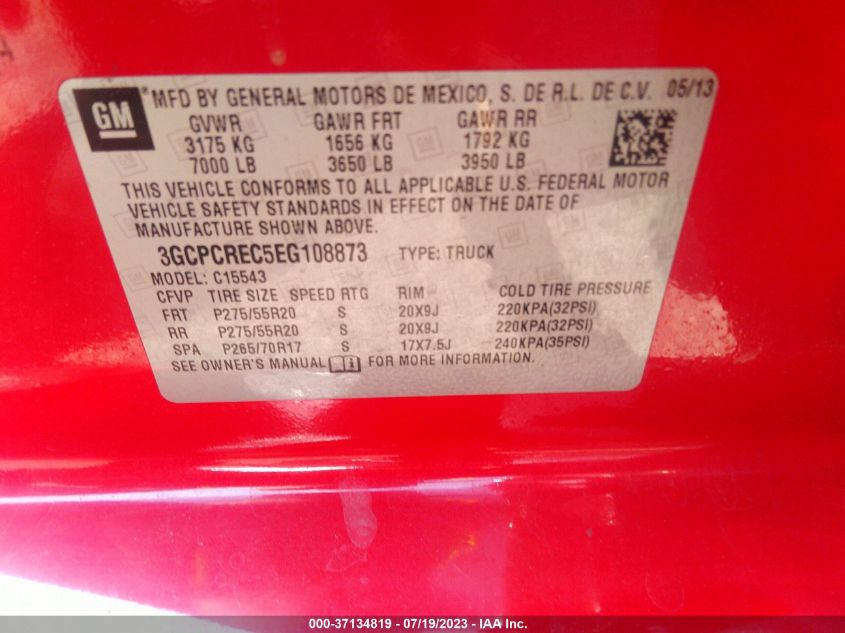 GM ® MFD BY GENERAL MOTORS DE MEXICO, S. DE R.L. DE C.V. 05/13
GVWR GAWR FRT GAWR RR
3175 KG 1656 KG 1792 KG
7000 LB 3650 LB 3950 LB
THIS VEHICLE CONFORMS TO ALL APPLICABLE U.S. FEDERAL MOTOR
VEHICLE SAFETY STANDARDS IN EFFECT ON THE DATE OF
MANUFACTURE SHOWN ABOVE.
3GCPCREC5EG108873 TYPE: TRUCK
MODEL: C15543
CFVP TIRE SIZE SPEED RTG RIM COLD TIRE PRESSURE
FRT P275/55R20 S 20X9J 220KPA(32PSI)
RR P275/55R20 S 20X9J 220KPA(32PSI)
SPA P265/70R17 S 17X7.5J 240KPA(35PSI)
SEE OWNER'S MANUAL FOR MORE INFORMATION.
000-37134819 - 07/19/2023 - IAA Inc.